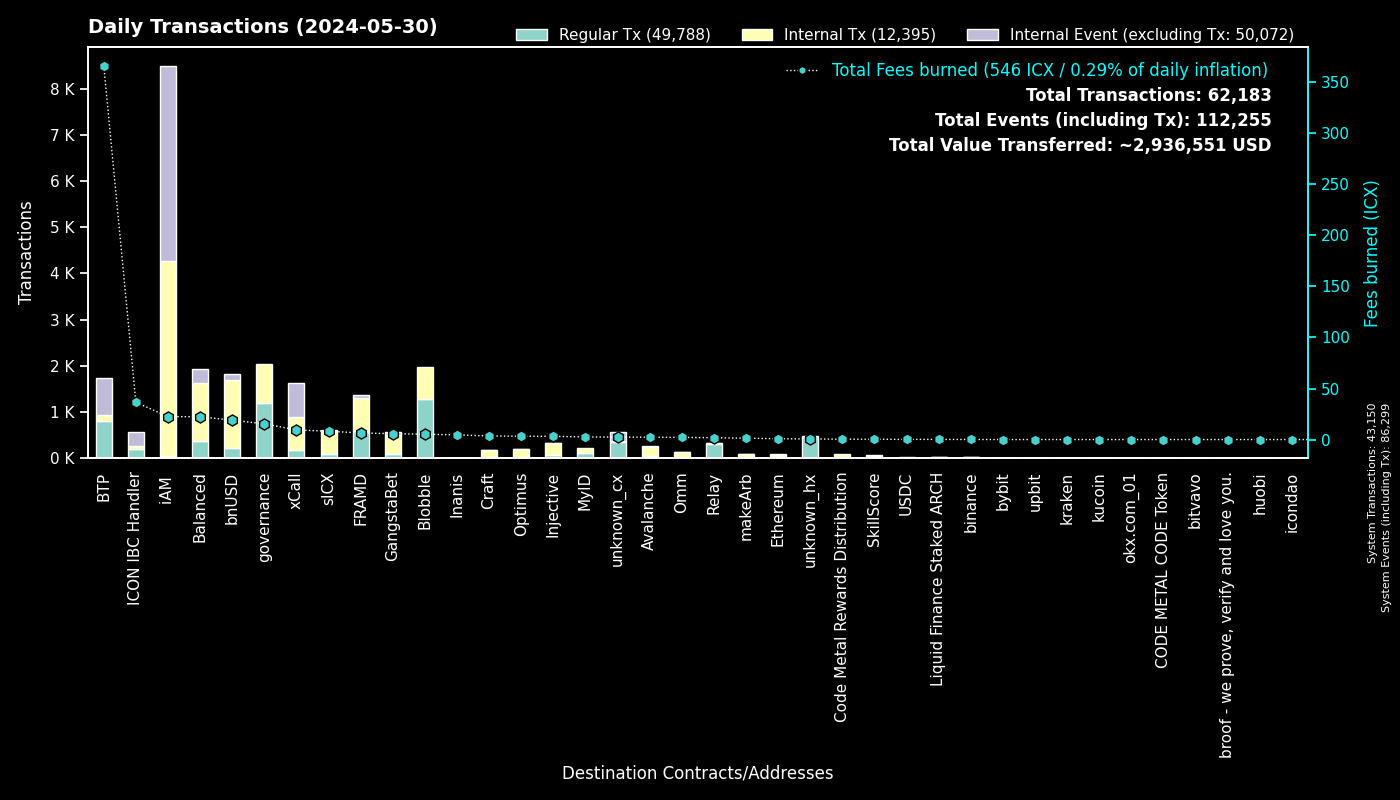 Daily Transactions (2024-05-30)
Regular Tx (49,788)
Internal Tx (12,395)
Internal Event (excluding Tx: 50,072)
Total Fees burned (546 ICX / 0.29% of daily inflation)
Total Transactions: 62,183
Total Events (including Tx): 112,255
Total Value Transferred: ~2,936,551 USD
Transactions
8 K
7 K
6 K
5 K
4 K
3 K
2 K
1 K
0 K
350
300
250
200
150
100
50
0
Fees burned (ICX)
BTP
ICON IBC Handler
iAM
Balanced
bnUSD
governance
xCall
sICX
FRAMD
GangstaBet
Blobble
Inanis
Craft
Optimus
Injective
MyID
unknown_cx
Avalanche
Omm
Relay
makeArb
Ethereum
unknown_hx
Code Metal Rewards Distribution
SkillScore
USDC
Liquid Finance Staked ARCH
binance
bybit
upbit
kraken
kucoin
okx.com_01
CODE METAL CODE Token
bitvavo
broof - we prove, verify and love you.
huobi
icondao
Destination Contracts/Addresses
System Transactions: 43,150
System Events (including Tx): 86,299